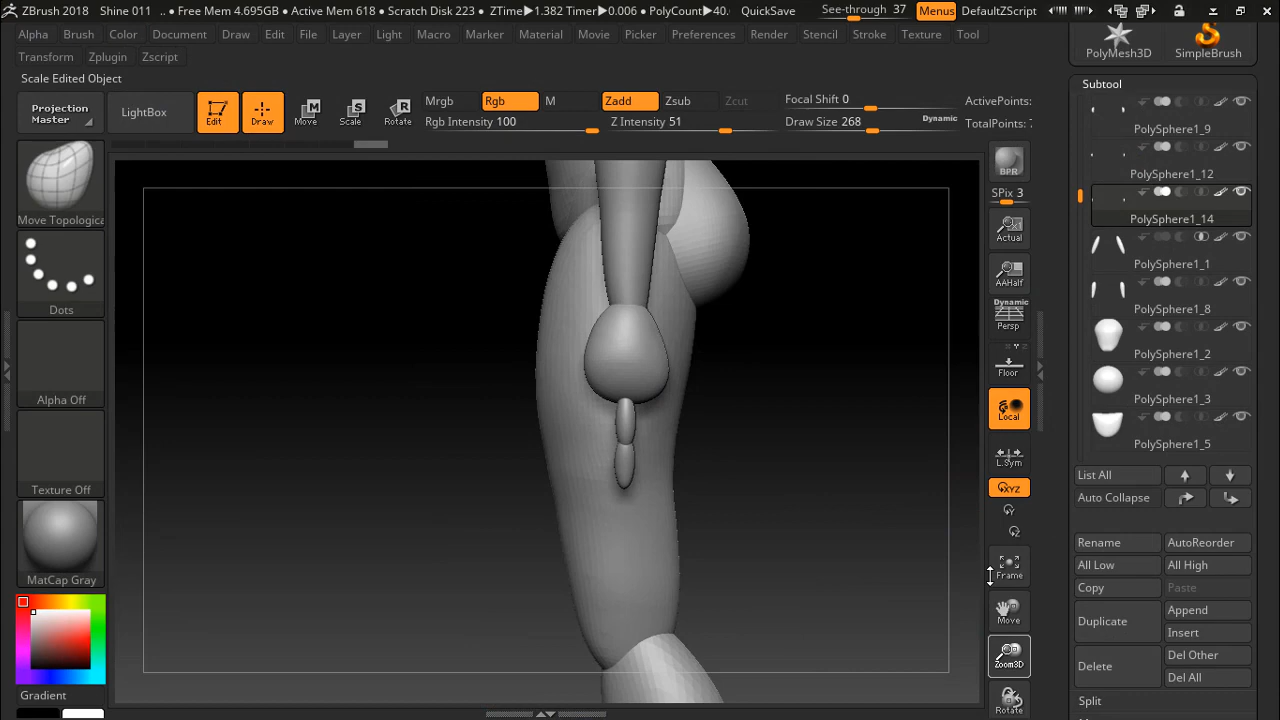 ZBrush 2018 Shine 011 .. • Free Mem 4.695GB • Active Mem 618 • Scratch Disk 223 • ZTime▶1.382 Timer▶0.006 • PolyCount▶40. • QuickSave See-through 37 Menus DefaultZScript
Alpha Brush Color Document Draw Edit File Layer Light Macro Marker Material Movie Picker Preferences Render Stencil Stroke Texture Tool
Transform Zplugin Zscript
Scale Edited Object
Projection Master
LightBox
Edit
Draw
M
Move
S
Scale
R
Rotate
Mrgb Rgb M Zadd Zsub Zcut
Rgb Intensity 100 Z Intensity 51
Focal Shift 0
Draw Size 268 Dynamic
ActivePoints:
TotalPoints: 7
Move Topologica
Dots
Alpha Off
Texture Off
MatCap Gray
Gradient
BPR
SPix 3
Actual
AAHalf
Dynamic
Persp
Floor
Local
L.Sym
XYZ
Y
Z
Frame
Move
Zoom3D
Rotate
PolyMesh3D
SimpleBrush
Subtool
PolySphere1_9
PolySphere1_12
PolySphere1_14
PolySphere1_1
PolySphere1_8
PolySphere1_2
PolySphere1_3
PolySphere1_5
List All
Auto Collapse
Rename AutoReorder
All Low All High
Copy Paste
Duplicate Append
Insert
Delete Del Other
Del All
Split